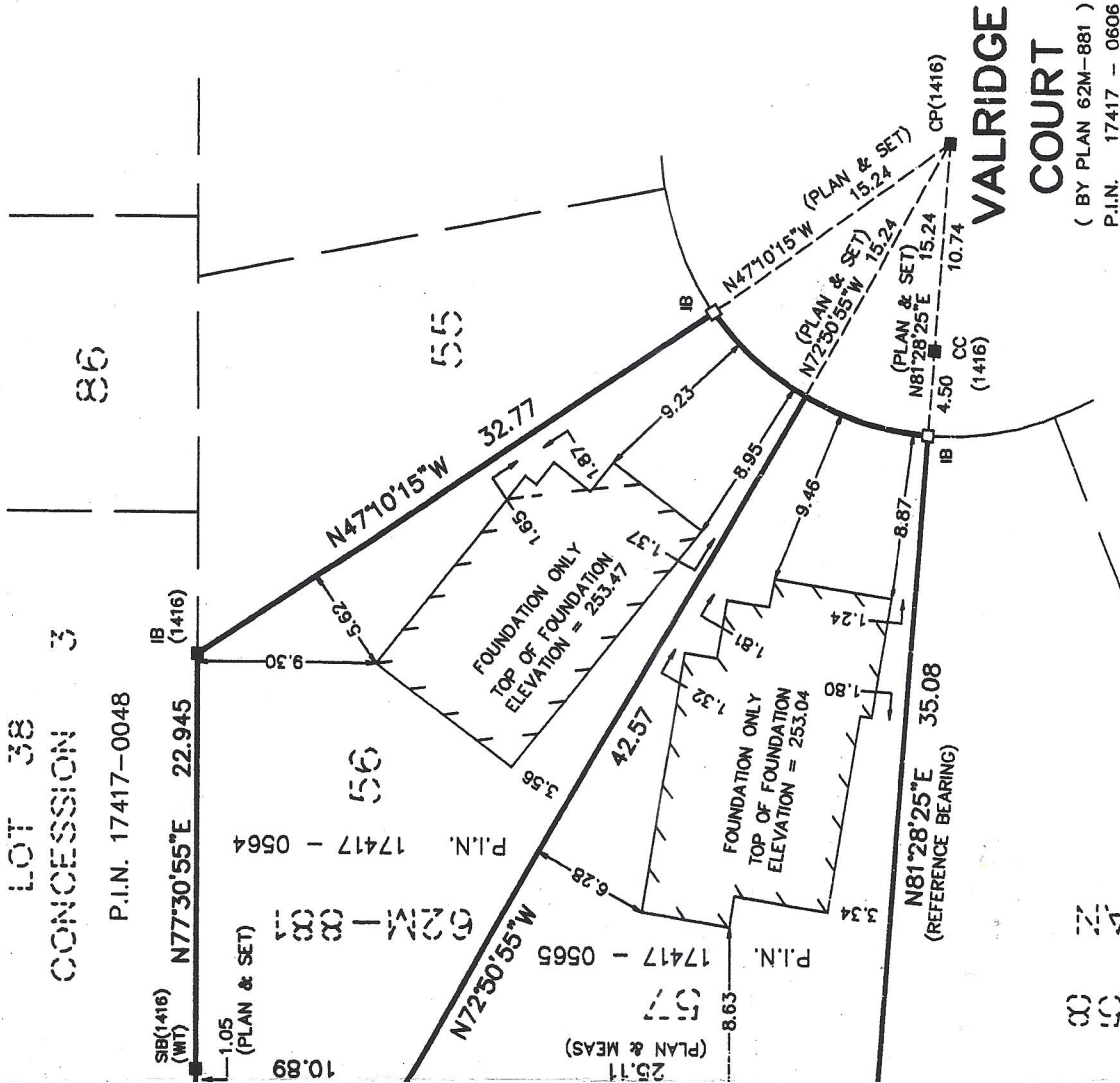 LOT 38
CONCESSION 3
P.I.N. 17417-0048
86
SIB(1416)
(WIT)
N77°30'55"E 22.945
IB
(1416)
1.05
(PLAN & SET)
10.89
62M-881
P.I.N. 17417 - 0564
56
9.30
5.62
N47°10'15"W 32.77
55
1.65
1.87
9.23
FOUNDATION ONLY
TOP OF FOUNDATION
ELEVATION = 253.47
1.37
8.95
3.56
IB
N47°10'15"W
(PLAN & SET)
15.24
(PLAN & SET)
N72°50'55"W 15.24
CP(1416)
(PLAN & SET)
N81°28'25"E 15.24
4.50
10.74
CC
(1416)
IB
VALRIDGE
COURT
( BY PLAN 62M-881 )
P.I.N. 17417 - 0606
N72°50'55"W 42.57
6.28
1.32
1.81
9.46
8.87
1.24
1.80
FOUNDATION ONLY
TOP OF FOUNDATION
ELEVATION = 253.04
3.34
8.63
P.I.N. 17417 - 0565
57
25.11
(PLAN & MEAS)
N81°28'25"E 35.08
(REFERENCE BEARING)